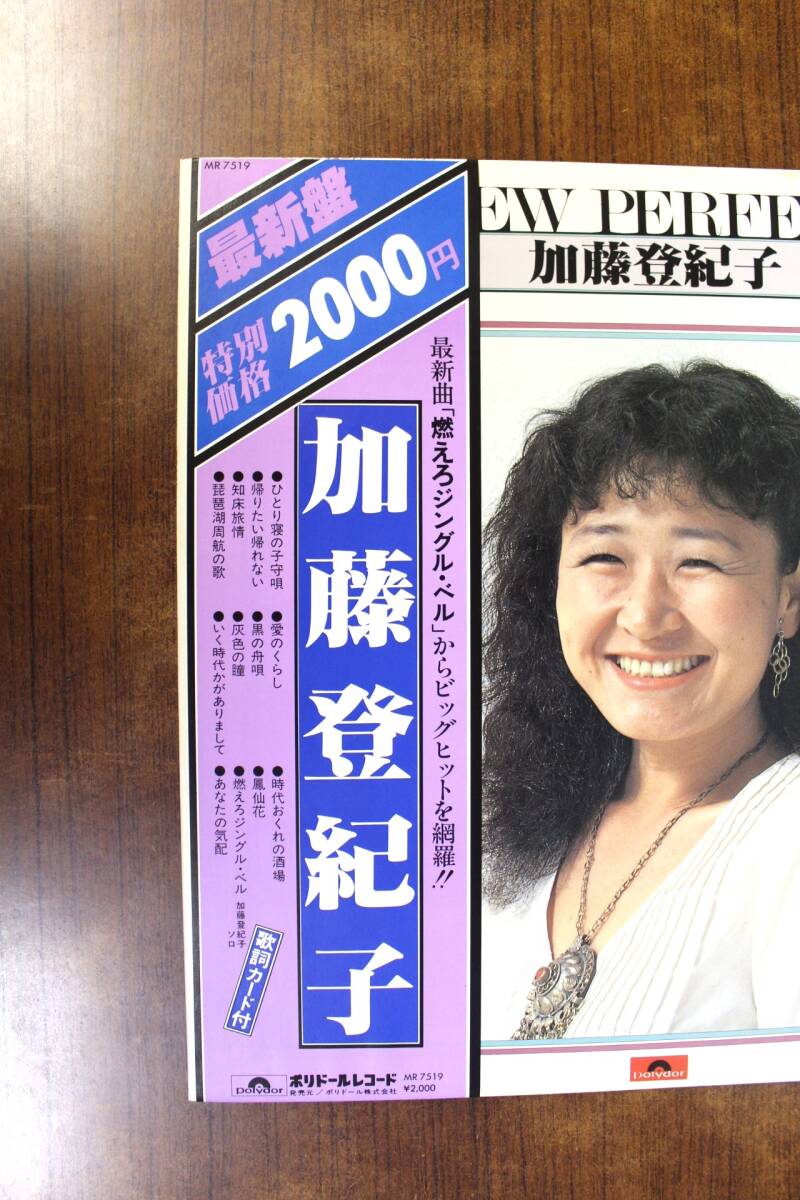 MR 7519
最新盤
特別価格
2000円
最新曲「燃えろジングル・ベル」からビッグヒットを網羅!!
加藤登紀子
●ひとり寝の子守唄
●帰りたい帰れない
●知床旅情
●琵琶湖周航の歌
●愛のくらし
●黒の舟唄
●灰色の瞳
●いく時代かがありまして
●時代おくれの酒場
●鳳仙花
●燃えろジングル・ベル 加藤登紀子ソロ
●あなたの気配
歌詞カード付
polydor
ポリドールレコード
発売元/ポリドール株式会社
MR 7519
¥2,000
EW PERFE
加藤登紀子
polydor